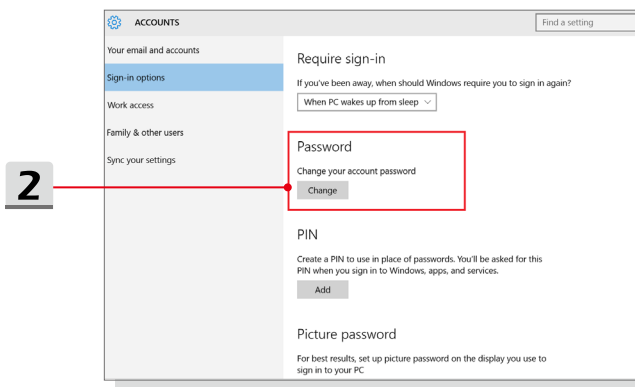 ACCOUNTS
Find a setting
Your email and accounts
Sign-in options
Work access
Family & other users
Sync your settings
2
Require sign-in
If you've been away, when should Windows require you to sign in again?
When PC wakes up from sleep
Password
Change your account password
Change
PIN
Create a PIN to use in place of passwords. You'll be asked for this
PIN when you sign in to Windows, apps, and services.
Add
Picture password
For best results, set up picture password on the display you use to
sign in to your PC